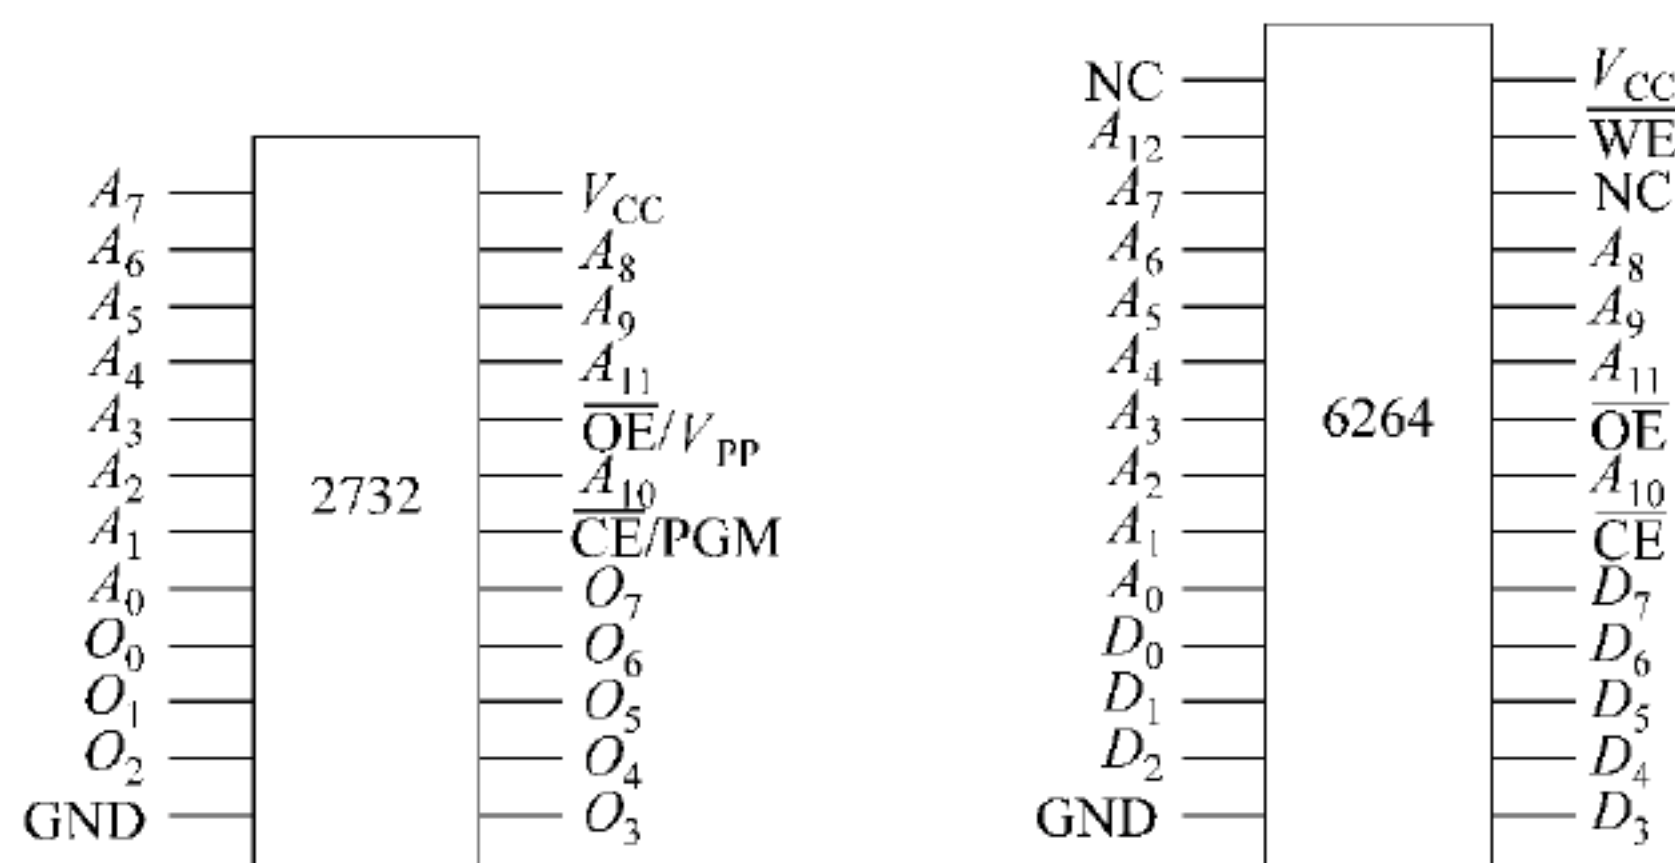 A7
A6
A5
A4
A3
A2
A1
A0
O0
O1
O2
GND
2732
VCC
A8
A9
A11
OE/VPP
A10
CE/PGM
O7
O6
O5
O4
O3
NC
A12
A7
A6
A5
A4
A3
A2
A1
A0
D0
D1
D2
GND
6264
VCC
WE
NC
A8
A9
A11
OE
A10
CE
D7
D6
D5
D4
D3